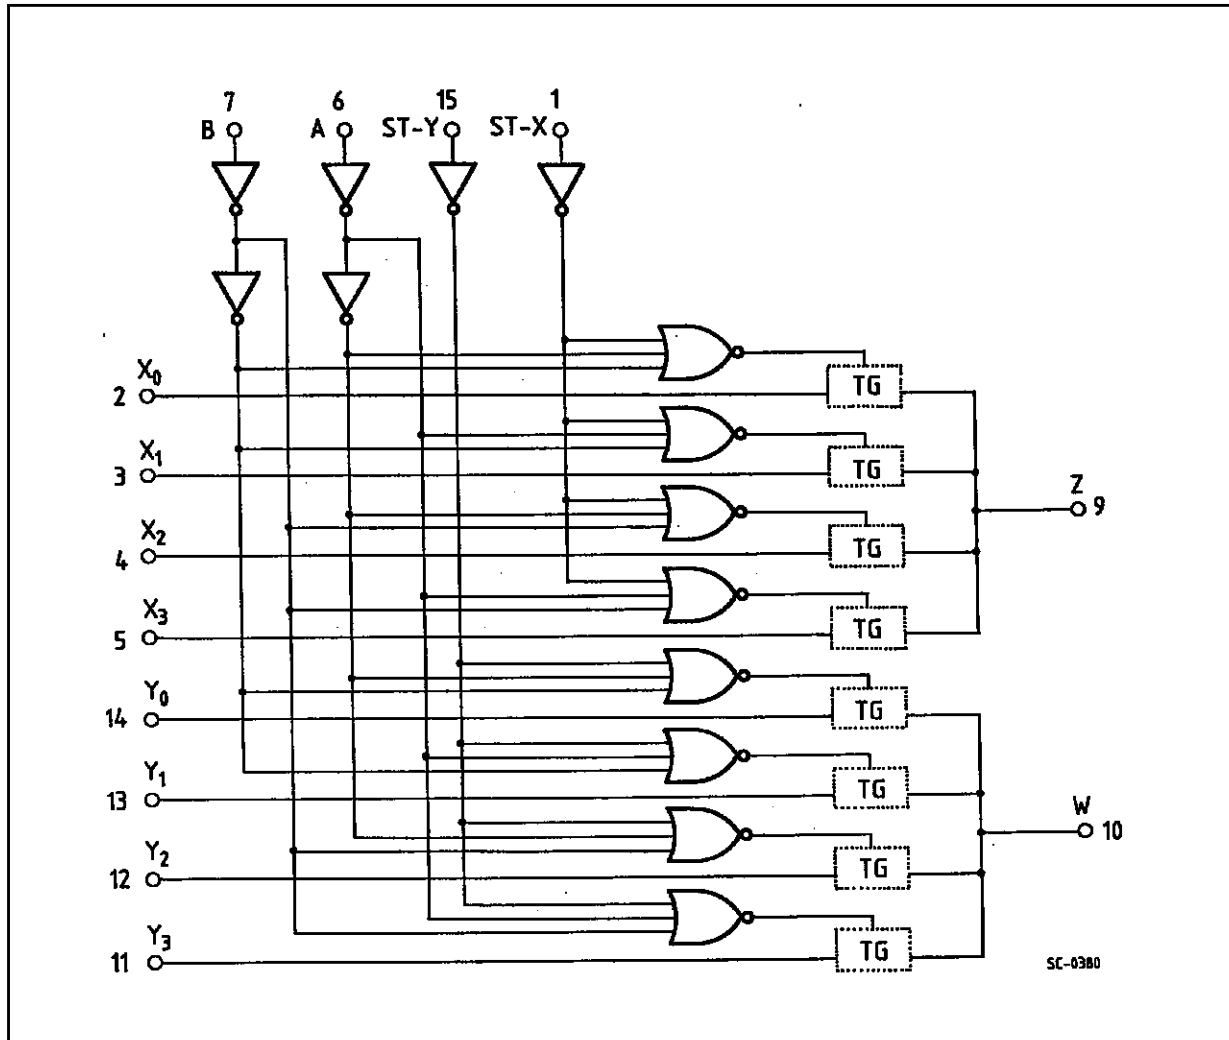 7 6 15 1
B A ST-Y ST-X
X0
2 TG
X1
3 TG
Z
9
X2
4 TG
X3
5 TG
Y0
14 TG
Y1
13 TG
W
10
Y2
12 TG
Y3
11 TG
SC-0380